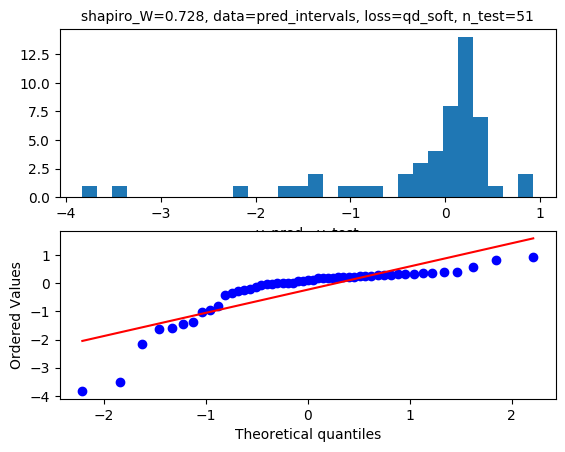 shapiro_W=0.728, data=pred_intervals, loss=qd_soft, n_test=51
12.5
10.0
7.5
5.0
2.5
0.0
−4 −3 −2 −1 0 1
1
0
−1
−2
−3
−4
Ordered Values
−2 −1 0 1 2
Theoretical quantiles